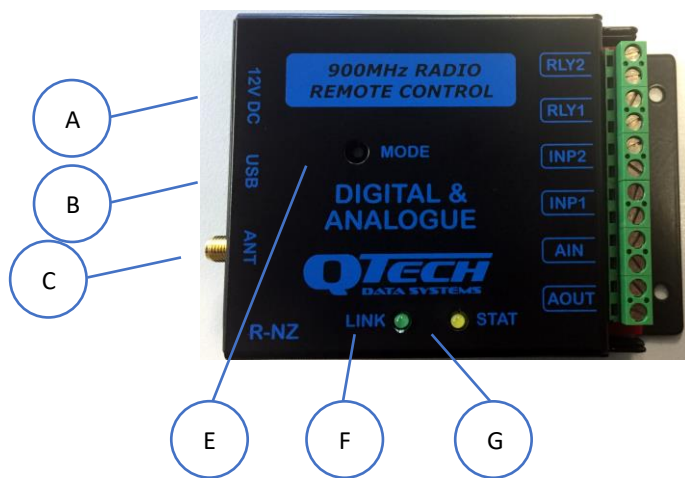 900MHz RADIO
REMOTE CONTROL
12V DC
USB
ANT
MODE
DIGITAL &
ANALOGUE
QTECH
DATA SYSTEMS
LINK
STAT
R-NZ
RLY2
RLY1
INP2
INP1
AIN
AOUT
A
B
C
E
F
G